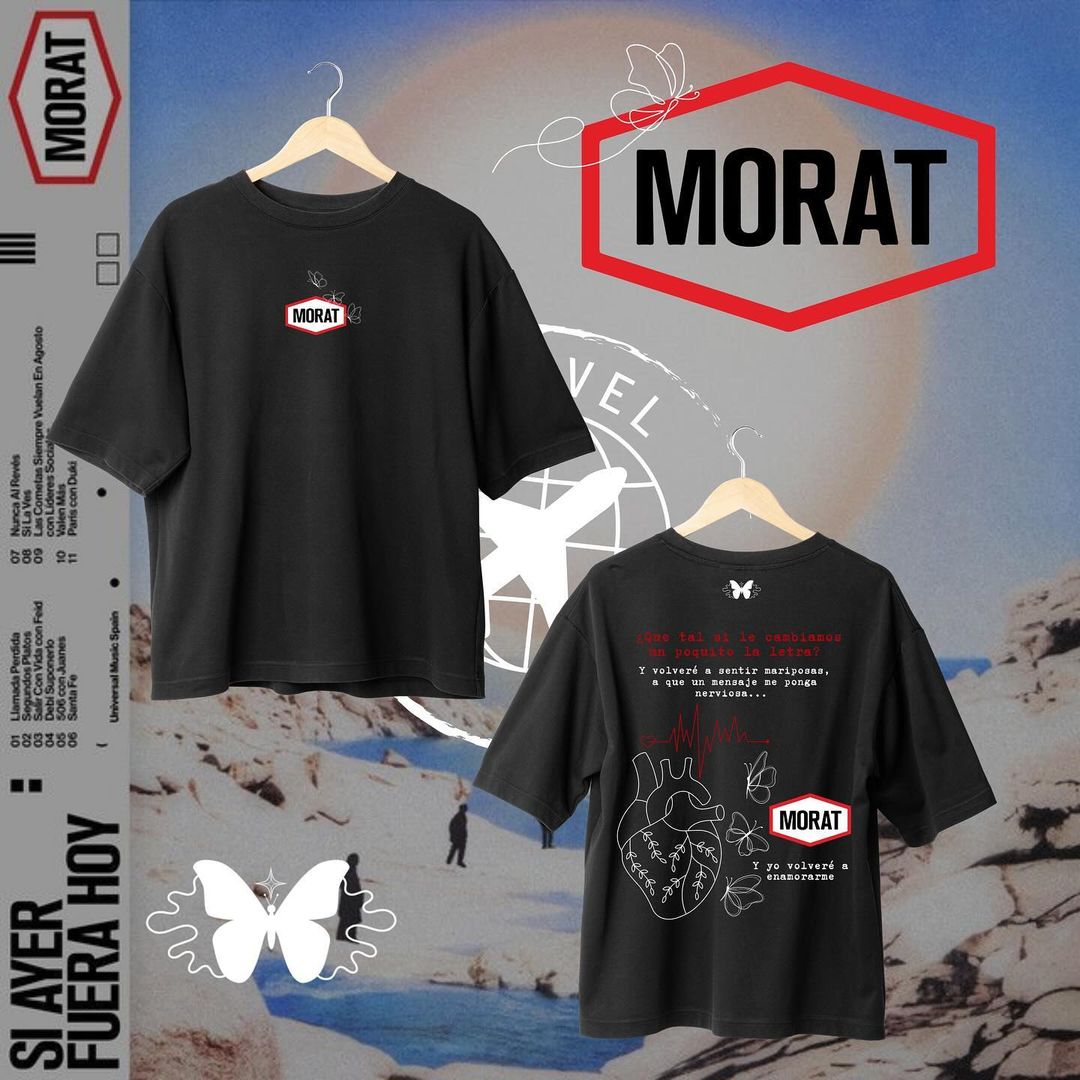 MORAT
MORAT
MORAT
VEL
¿Que tal si le cambiamos
un poquito la letra?
Y volveré a sentir mariposas,
a que un mensaje me ponga
nerviosa...
MORAT
Y yo volveré a
enamorarme
01 Llamada Perdida
02 Segundos Platos
03 Salir Con Vida con Feid
04 Debí Suponerlo
05 506 con Juanes
06 Santa Fe
07 Nunca Al Revés
08 Si La Ves
09 Las Cometas Siempre Vuelan En Agosto
con Lideres Sociales
10 Valen Más
11 París con Duki
Universal Music Spain
SI AYER
FUERA HOY